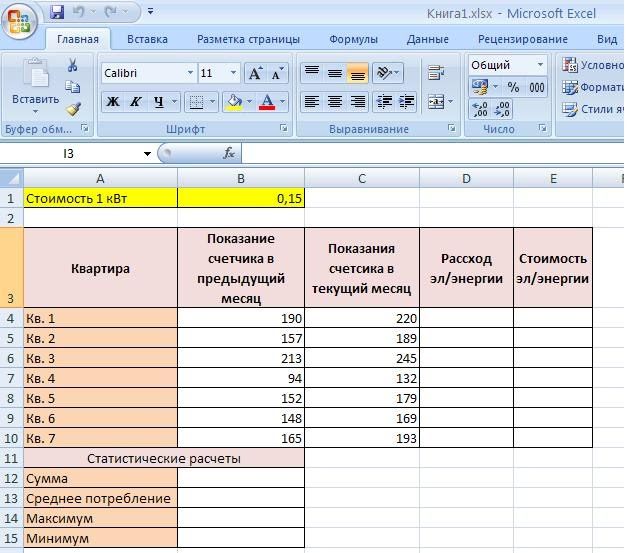 Книга1.xlsx - Microsoft Excel
Главная Вставка Разметка страницы Формулы Данные Рецензирование Вид
Вставить
Calibri 11
Ж К Ч
Общий
% 000
Условно
Формати
Стили яч
Буфер обм... Шрифт Выравнивание Число
I3 fx
A B C D E F
1 Стоимость 1 кВт 0,15
2
Показание
счетчика в
предыдущий
месяц
Показания
счетсика в
текущий месяц
Рассход
эл/энергии
Стоимость
эл/энергии
3 Квартира
4 Кв. 1 190 220
5 Кв. 2 157 189
6 Кв. 3 213 245
7 Кв. 4 94 132
8 Кв. 5 152 179
9 Кв. 6 148 169
10 Кв. 7 165 193
11 Статистические расчеты
12 Сумма
13 Среднее потребление
14 Максимум
15 Минимум